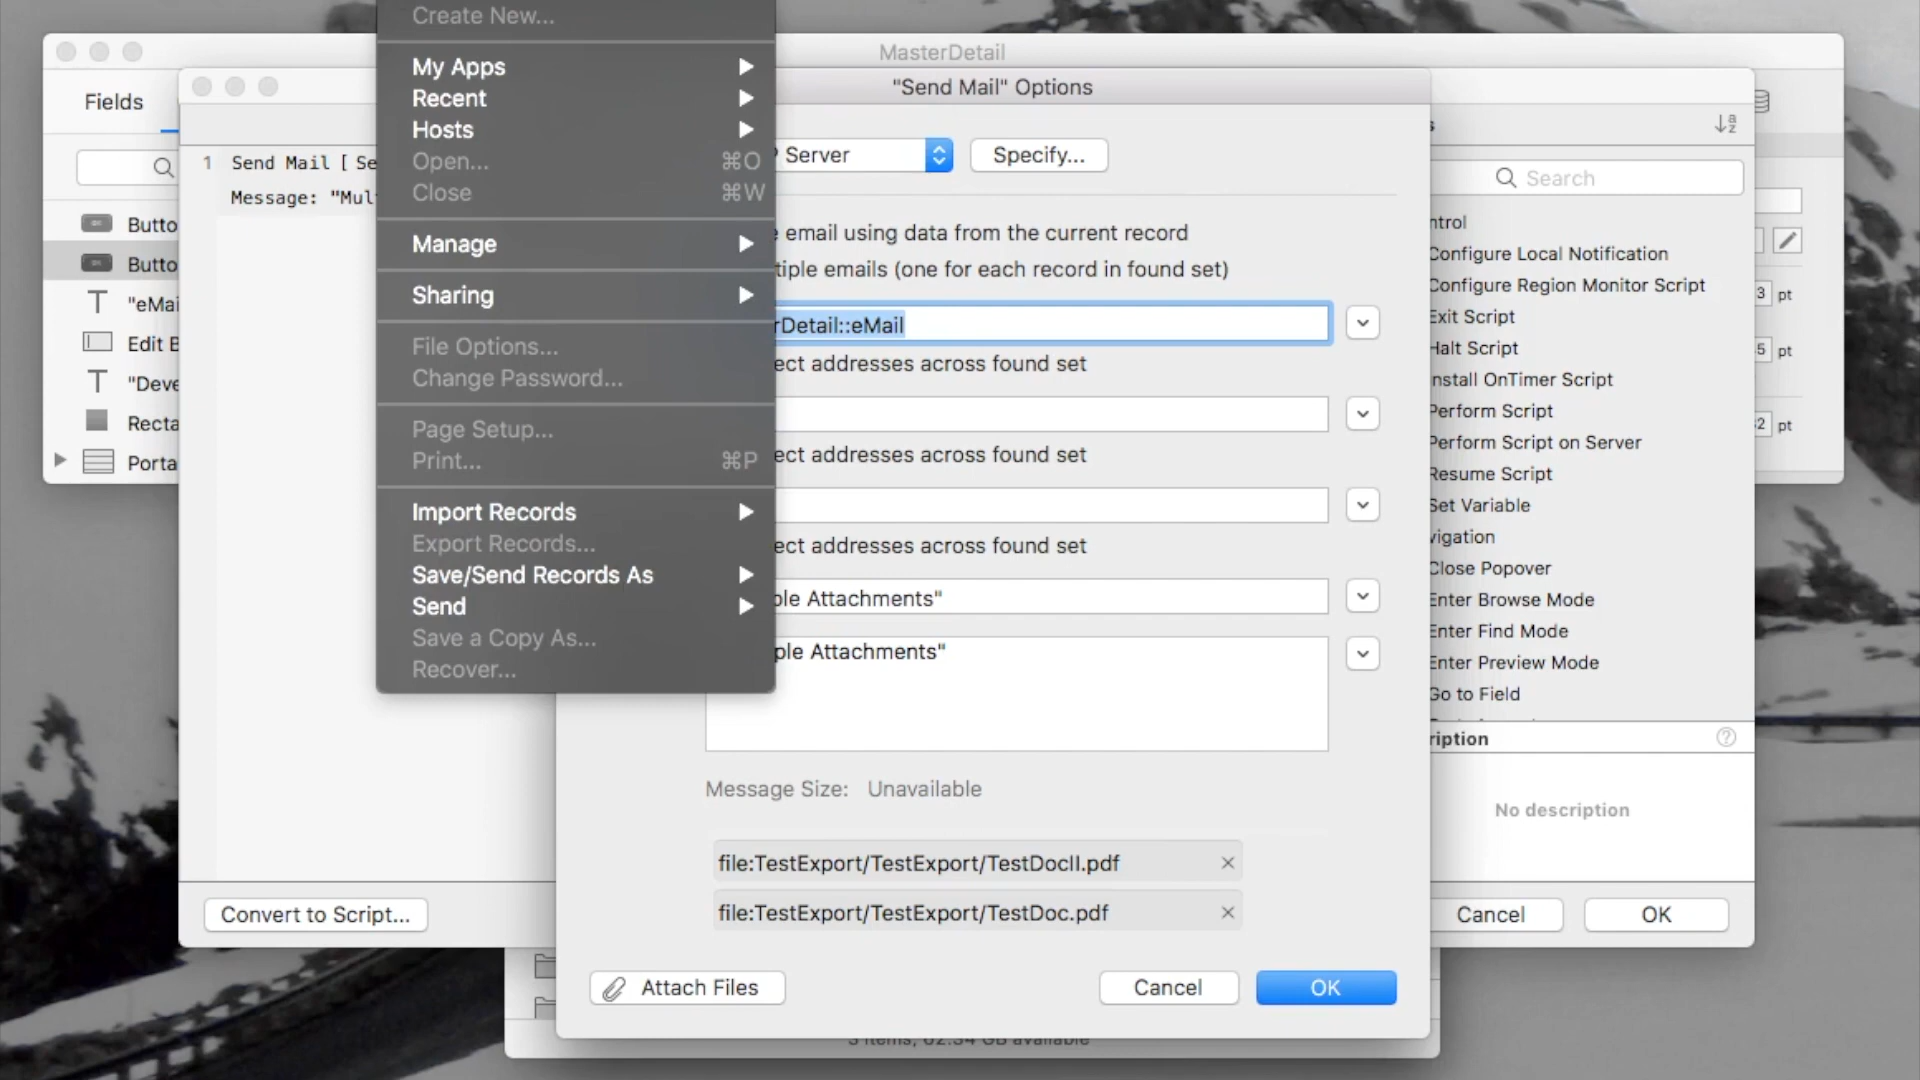 Create New...
MasterDetail
My Apps
"Send Mail" Options
Fields
Recent
Hosts
Server
Specify...
1 Send Mail [ Se
Open... ⌘O
Search
Message: "Mul
Close ⌘W
ntrol
Butto
email using data from the current record
Manage
Configure Local Notification
Butto
tiple emails (one for each record in found set)
Configure Region Monitor Script
3 pt
Sharing
"eMai
rDetail::eMail
Exit Script
Edit B
File Options...
Halt Script
5 pt
ect addresses across found set
Change Password...
Install OnTimer Script
"Deve
Perform Script
Recta
Page Setup...
2 pt
Perform Script on Server
Print... ⌘P
ect addresses across found set
Porta
Resume Script
Import Records
Set Variable
Export Records...
ect addresses across found set
vigation
Save/Send Records As
Close Popover
Send
ple Attachments"
Enter Browse Mode
Save a Copy As...
Enter Find Mode
ple Attachments"
Recover...
Enter Preview Mode
Go to Field
ription
Message Size: Unavailable
No description
file:TestExport/TestExport/TestDocII.pdf
file:TestExport/TestExport/TestDoc.pdf
Convert to Script...
Cancel
OK
Attach Files
Cancel
OK